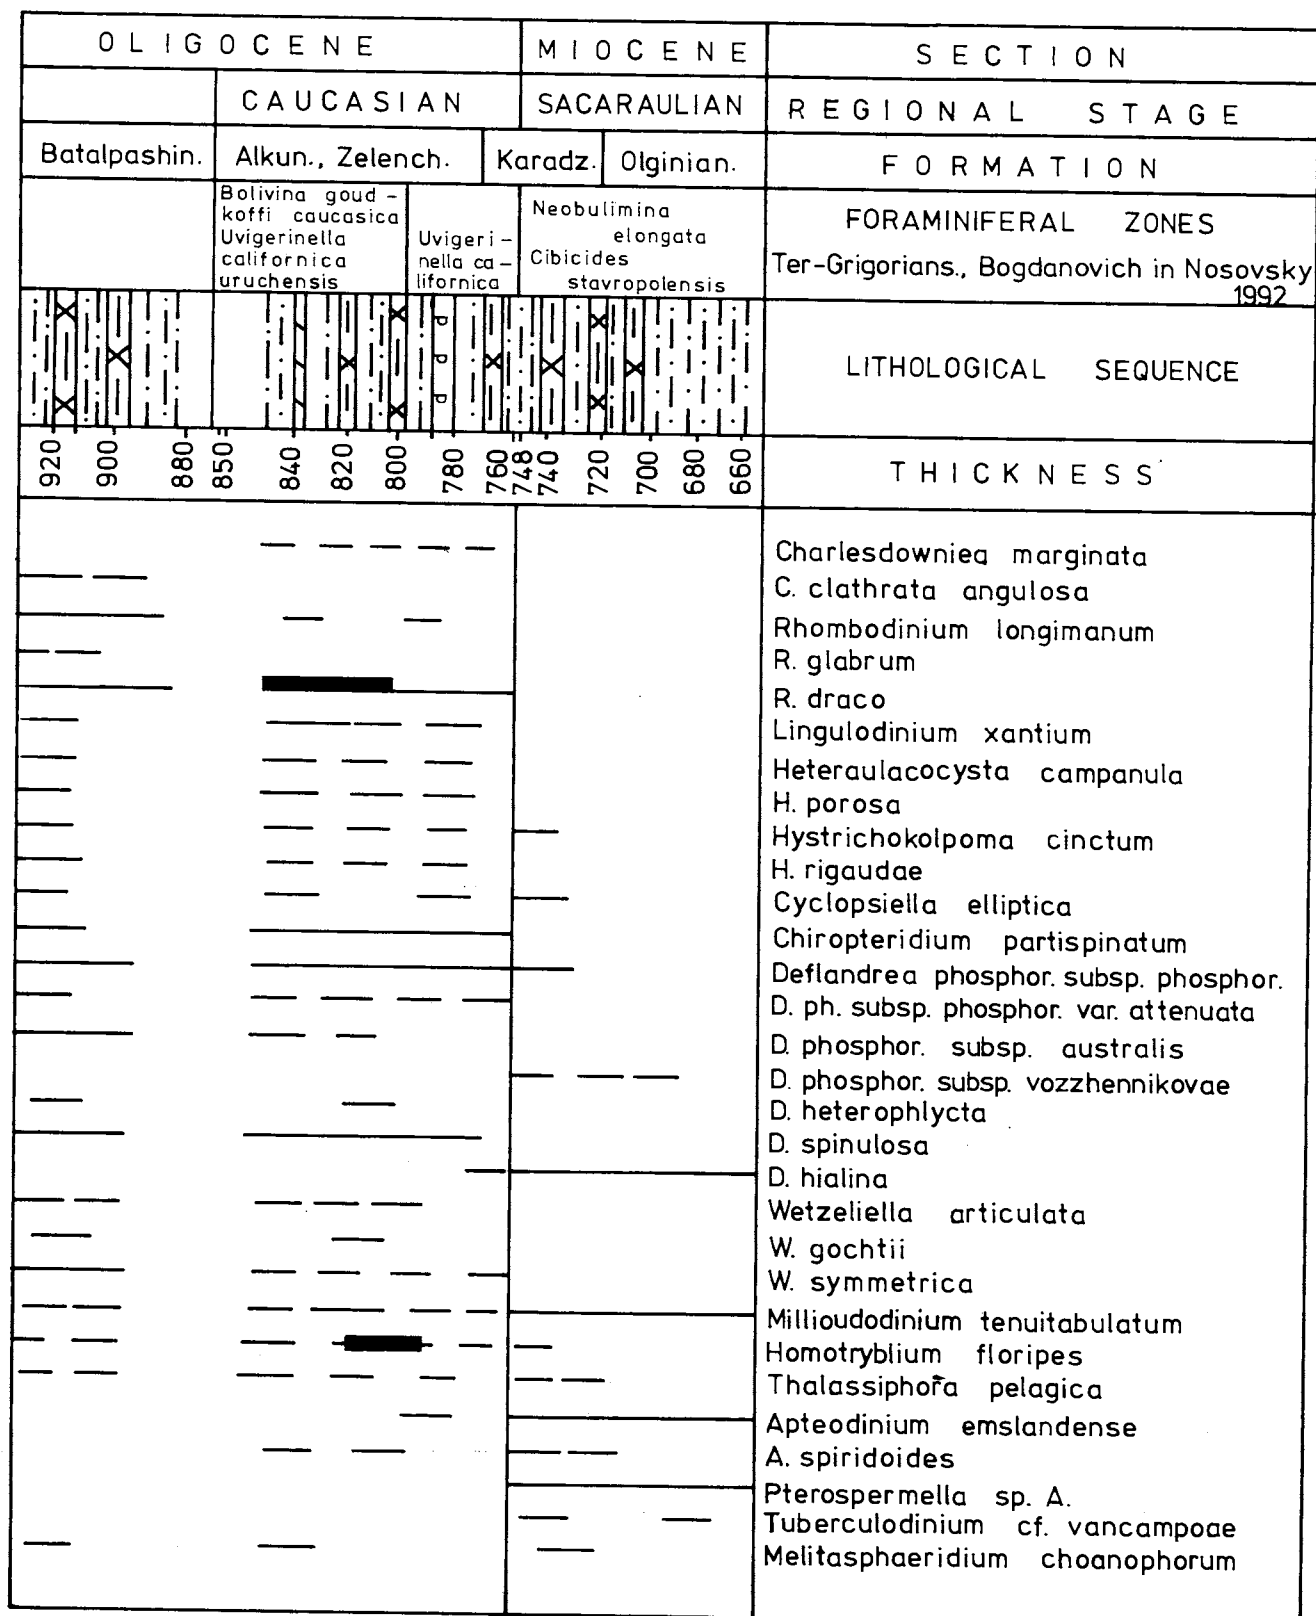 OLIGOCENE MIOCENE SECTION
CAUCASIAN SACARAULIAN REGIONAL STAGE
Batalpashin. Alkun., Zelench. Karadz. Olginian. FORMATION
Bolivina goud-
koffi caucasica
Uvigerinella
californica
uruchensis
Uvigeri-
nella ca-
lifornica
Neobulimina
elongata
Cibicides
stavropolensis
FORAMINIFERAL ZONES
Ter-Grigorians., Bogdanovich in Nosovsky
1992
LITHOLOGICAL SEQUENCE
920 900 880 850 840 820 800 780 760 748 740 720 700 680 660 THICKNESS
Charlesdowniea marginata
C. clathrata angulosa
Rhombodinium longimanum
R. glabrum
R. draco
Lingulodinium xantium
Heteraulacocysta campanula
H. porosa
Hystrichokolpoma cinctum
H. rigaudae
Cyclopsiella elliptica
Chiropteridium partispinatum
Deflandrea phosphor. subsp. phosphor.
D. ph. subsp. phosphor. var. attenuata
D. phosphor. subsp. australis
D. phosphor. subsp. vozzhennikovae
D. heterophlycta
D. spinulosa
D. hialina
Wetzeliella articulata
W. gochtii
W. symmetrica
Millioudodinium tenuitabulatum
Homotryblium floripes
Thalassiphora pelagica
Apteodinium emslandense
A. spiridoides
Pterospermella sp. A.
Tuberculodinium cf. vancampoae
Melitasphaeridium choanophorum